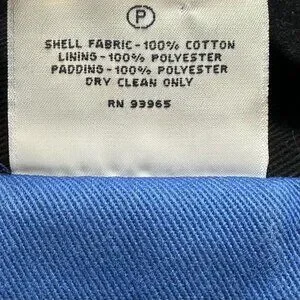 P
SHELL FABRIC-100% COTTON
LINING-100% POLYESTER
PADDING-100% POLYESTER
DRY CLEAN ONLY
RN 93965